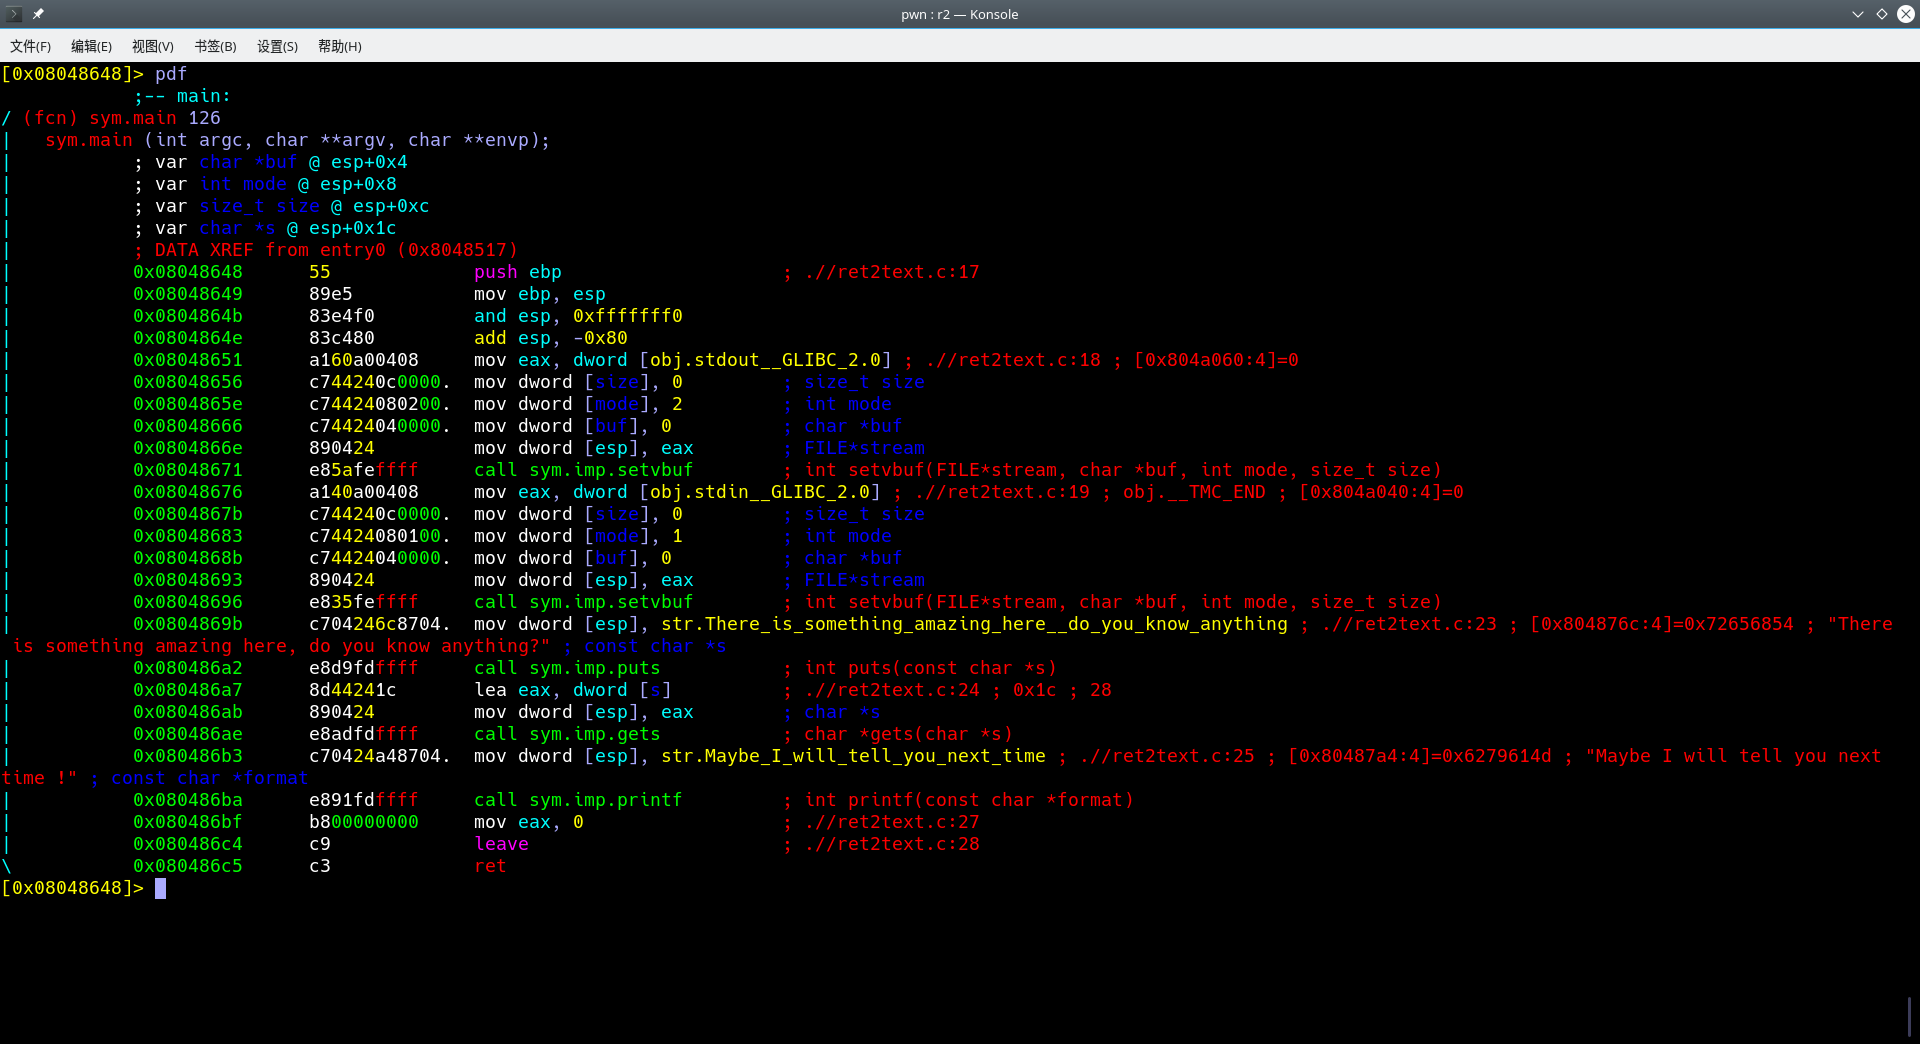 pwn : r2 — Konsole
文件(F) 编辑(E) 视图(V) 书签(B) 设置(S) 帮助(H)
[0x08048648]> pdf
            ;-- main:
/ (fcn) sym.main 126
|   sym.main (int argc, char **argv, char **envp);
|           ; var char *buf @ esp+0x4
|           ; var int mode @ esp+0x8
|           ; var size_t size @ esp+0xc
|           ; var char *s @ esp+0x1c
|           ; DATA XREF from entry0 (0x8048517)
|           0x08048648      55             push ebp                    ; .//ret2text.c:17
|           0x08048649      89e5           mov ebp, esp
|           0x0804864b      83e4f0         and esp, 0xfffffff0
|           0x0804864e      83c480         add esp, -0x80
|           0x08048651      a160a00408     mov eax, dword [obj.stdout__GLIBC_2.0] ; .//ret2text.c:18 ; [0x804a060:4]=0
|           0x08048656      c744240c0000.  mov dword [size], 0         ; size_t size
|           0x0804865e      c74424080200.  mov dword [mode], 2         ; int mode
|           0x08048666      c74424040000.  mov dword [buf], 0          ; char *buf
|           0x0804866e      890424         mov dword [esp], eax        ; FILE*stream
|           0x08048671      e85afeffff     call sym.imp.setvbuf        ; int setvbuf(FILE*stream, char *buf, int mode, size_t size)
|           0x08048676      a140a00408     mov eax, dword [obj.stdin__GLIBC_2.0] ; .//ret2text.c:19 ; obj.__TMC_END ; [0x804a040:4]=0
|           0x0804867b      c744240c0000.  mov dword [size], 0         ; size_t size
|           0x08048683      c74424080100.  mov dword [mode], 1         ; int mode
|           0x0804868b      c74424040000.  mov dword [buf], 0          ; char *buf
|           0x08048693      890424         mov dword [esp], eax        ; FILE*stream
|           0x08048696      e835feffff     call sym.imp.setvbuf        ; int setvbuf(FILE*stream, char *buf, int mode, size_t size)
|           0x0804869b      c704246c8704.  mov dword [esp], str.There_is_something_amazing_here__do_you_know_anything ; .//ret2text.c:23 ; [0x804876c:4]=0x72656854 ; "There
 is something amazing here, do you know anything?" ; const char *s
|           0x080486a2      e8d9fdffff     call sym.imp.puts           ; int puts(const char *s)
|           0x080486a7      8d44241c       lea eax, dword [s]          ; .//ret2text.c:24 ; 0x1c ; 28
|           0x080486ab      890424         mov dword [esp], eax        ; char *s
|           0x080486ae      e8adfdffff     call sym.imp.gets           ; char *gets(char *s)
|           0x080486b3      c70424a48704.  mov dword [esp], str.Maybe_I_will_tell_you_next_time ; .//ret2text.c:25 ; [0x80487a4:4]=0x6279614d ; "Maybe I will tell you next
time !" ; const char *format
|           0x080486ba      e891fdffff     call sym.imp.printf         ; int printf(const char *format)
|           0x080486bf      b800000000     mov eax, 0                  ; .//ret2text.c:27
|           0x080486c4      c9             leave                       ; .//ret2text.c:28
\           0x080486c5      c3             ret
[0x08048648]>